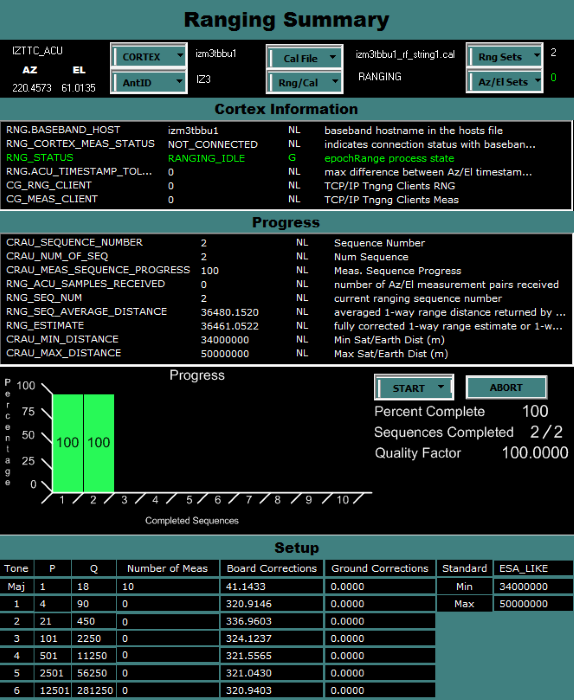 Ranging Summary
IZTTC_ACU CORTEX izm3tbbu1 Cal File izm3tbbu1_rf_string1.cal Rng Sets 2
AZ EL
220.4573 61.0135 AntID IZ3 Rng/Cal RANGING Az/El Sets 0
Cortex Information
RNG.BASEBAND_HOST izm3tbbu1 NL baseband hostname in the hosts file
RNG_CORTEX_MEAS_STATUS NOT_CONNECTED NL indicates connection status with baseban...
RNG_STATUS RANGING_IDLE G epochRange process state
RNG.ACU_TIMESTAMP_TOL... 0 NL max difference between Az/El timestam...
CG_RNG_CLIENT 0 NL TCP/IP Tngng Clients RNG
CG_MEAS_CLIENT 0 NL TCP/IP Tngng Clients Meas
Progress
CRAU_SEQUENCE_NUMBER 2 NL Sequence Number
CRAU_NUM_OF_SEQ 2 NL Num Sequence
CRAU_MEAS_SEQUENCE_PROGRESS 100 NL Meas. Sequence Progress
RNG_ACU_SAMPLES_RECEIVED 0 NL number of Az/El measurement pairs received
RNG_SEQ_NUM 2 NL current ranging sequence number
RNG_SEQ_AVERAGE_DISTANCE 36480.1520 NL averaged 1-way range distance returned by ...
RNG_ESTIMATE 36461.0522 NL fully corrected 1-way range estimate or 1-w...
CRAU_MIN_DISTANCE 34000000 NL Min Sat/Earth Dist (m)
CRAU_MAX_DISTANCE 50000000 NL Max Sat/Earth Dist (m)
Progress
Percentage
100
75
50
25
0
100 100
1 2 3 4 5 6 7 8 9 10
Completed Sequences
START ABORT
Percent Complete 100
Sequences Completed 2/2
Quality Factor 100.0000
Setup
Tone P Q Number of Meas Board Corrections Ground Corrections Standard ESA_LIKE
Maj 1 18 10 41.1433 0.0000 Min 34000000
1 4 90 0 320.9146 0.0000 Max 50000000
2 21 450 0 336.9603 0.0000
3 101 2250 0 324.1237 0.0000
4 501 11250 0 321.5565 0.0000
5 2501 56250 0 321.0430 0.0000
6 12501 281250 0 320.9403 0.0000